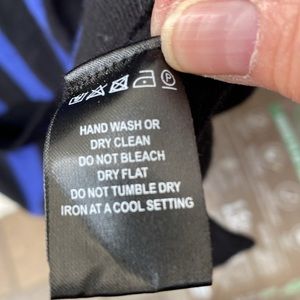 HAND WASH OR
DRY CLEAN
DO NOT BLEACH
DRY FLAT
DO NOT TUMBLE DRY
IRON AT A COOL SETTING